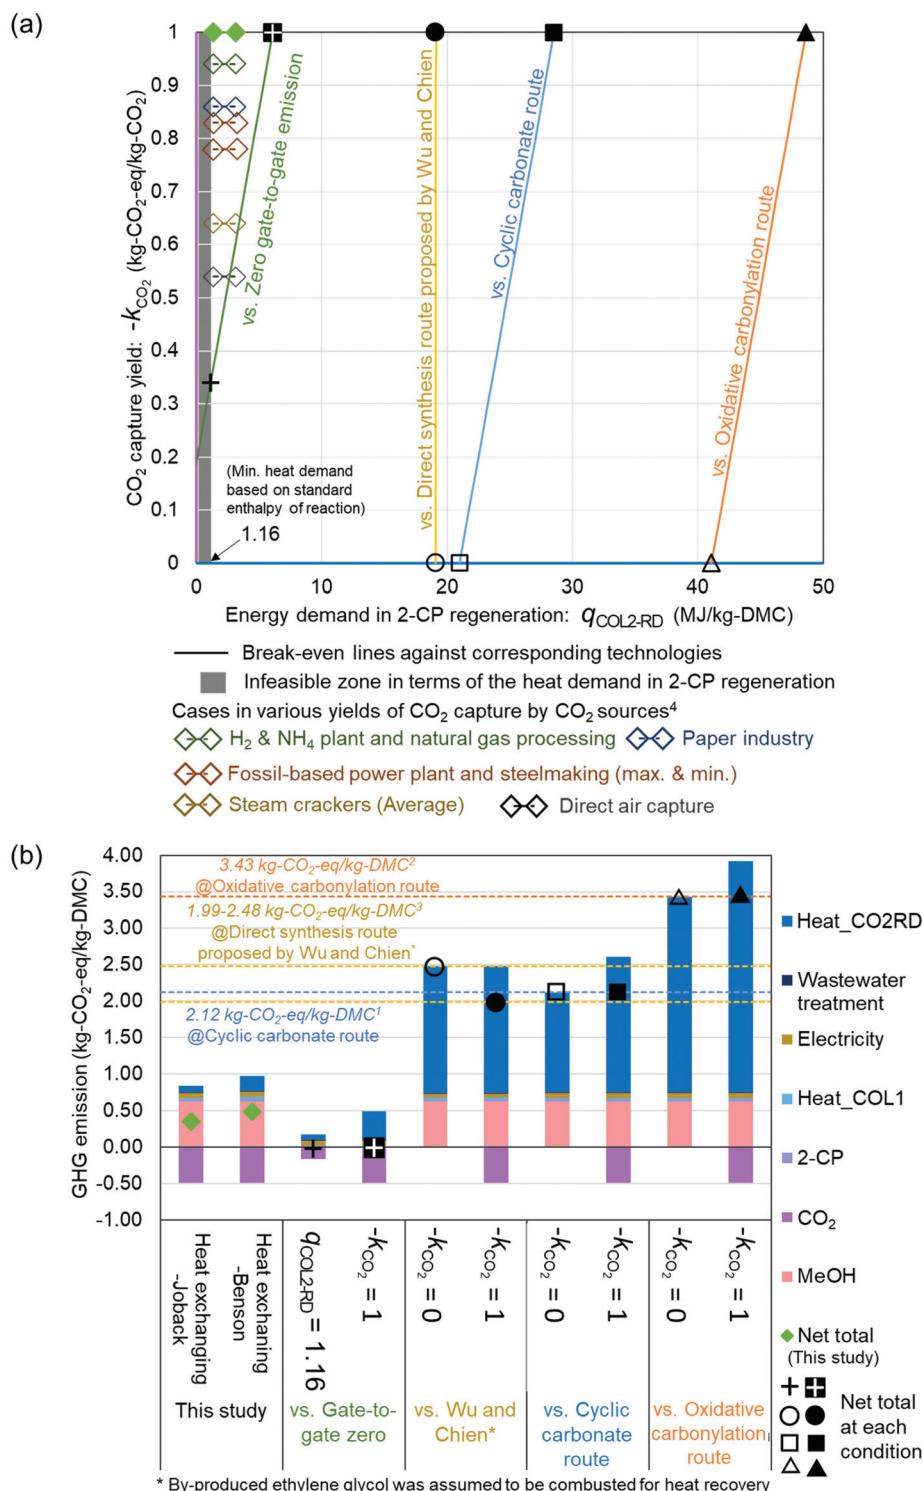 (a)
CO2 capture yield: -kCO2 (kg-CO2-eq/kg-CO2)
1
0.9
0.8
0.7
0.6
0.5
0.4
0.3
0.2
0.1
0
vs. Zero gate-to-gate emission
vs. Direct synthesis route proposed by Wu and Chien
vs. Cyclic carbonate route
vs. Oxidative carbonylation route
(Min. heat demand
based on standard
enthalpy of reaction)
1.16
0 10 20 30 40 50
Energy demand in 2-CP regeneration: qCOL2-RD (MJ/kg-DMC)
Break-even lines against corresponding technologies
Infeasible zone in terms of the heat demand in 2-CP regeneration
Cases in various yields of CO2 capture by CO2 sources4
H2 & NH4 plant and natural gas processing Paper industry
Fossil-based power plant and steelmaking (max. & min.)
Steam crackers (Average) Direct air capture
(b)
GHG emission (kg-CO2-eq/kg-DMC)
4.00
3.50
3.00
2.50
2.00
1.50
1.00
0.50
0.00
-0.50
-1.00
3.43 kg-CO2-eq/kg-DMC2
@Oxidative carbonylation route
1.99-2.48 kg-CO2-eq/kg-DMC3
@Direct synthesis route
proposed by Wu and Chien*
2.12 kg-CO2-eq/kg-DMC1
@Cyclic carbonate route
Heat exchanging
-Joback
Heat exchaning
-Benson
qCOL2-RD = 1.16
-kCO2 = 1
-kCO2 = 0
-kCO2 = 1
-kCO2 = 0
-kCO2 = 1
-kCO2 = 0
-kCO2 = 1
This study
vs. Gate-to-
gate zero
vs. Wu and
Chien*
vs. Cyclic
carbonate
route
vs. Oxidative
carbonylation
route
Heat_CO2RD
Wastewater
treatment
Electricity
Heat_COL1
2-CP
CO2
MeOH
Net total
(This study)
Net total
at each
condition
* By-produced ethylene glycol was assumed to be combusted for heat recovery